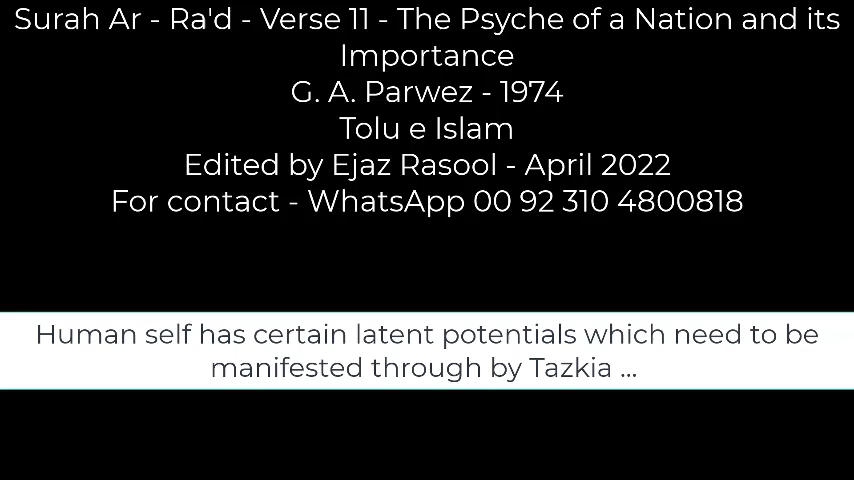 Surah Ar - Ra'd - Verse 11 - The Psyche of a Nation and its
Importance
G. A. Parwez - 1974
Tolu e Islam
Edited by Ejaz Rasool - April 2022
For contact - WhatsApp 00 92 310 4800818
Human self has certain latent potentials which need to be
manifested through by Tazkia ...